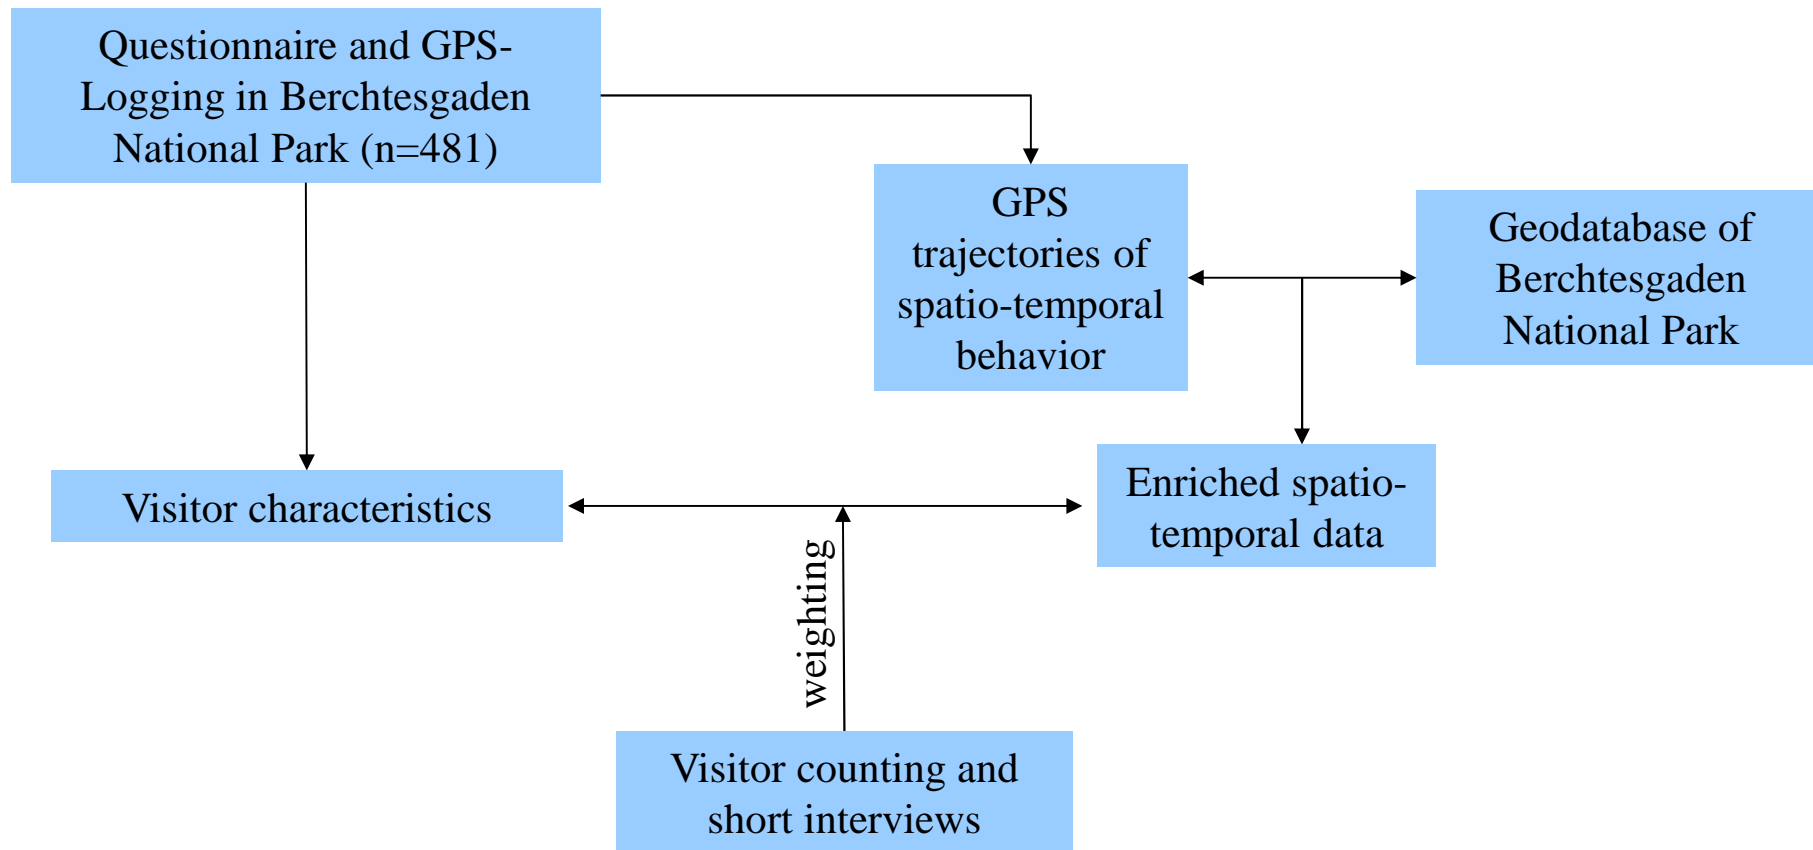 Questionnaire and GPS-
Logging in Berchtesgaden
National Park (n=481)
GPS
trajectories of
spatio-temporal
behavior
Geodatabase of
Berchtesgaden
National Park
Visitor characteristics
Enriched spatio-
temporal data
weighting
Visitor counting and
short interviews